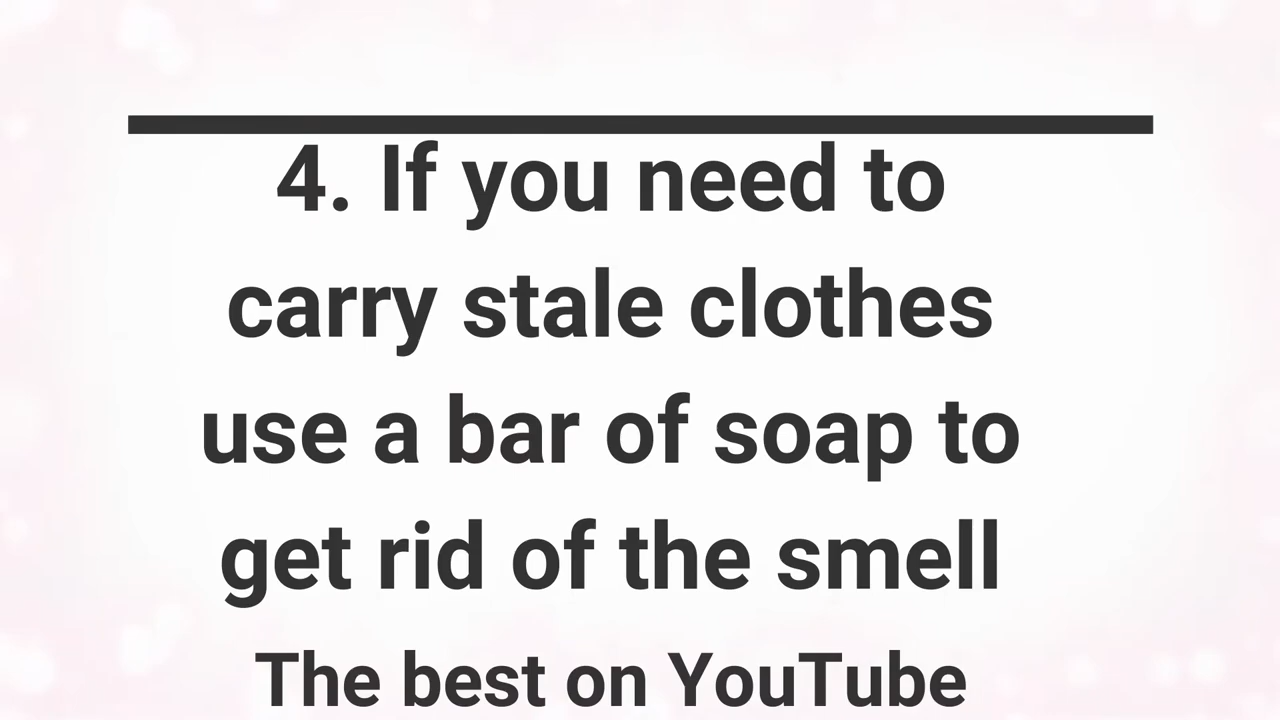 4. If you need to
carry stale clothes
use a bar of soap to
get rid of the smell
The best on YouTube